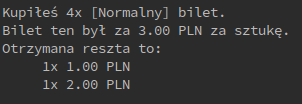 Kupiłeś 4x [Normalny] bilet.
Bilet ten był za 3.00 PLN za sztukę.
Otrzymana reszta to:
1x 1.00 PLN
1x 2.00 PLN